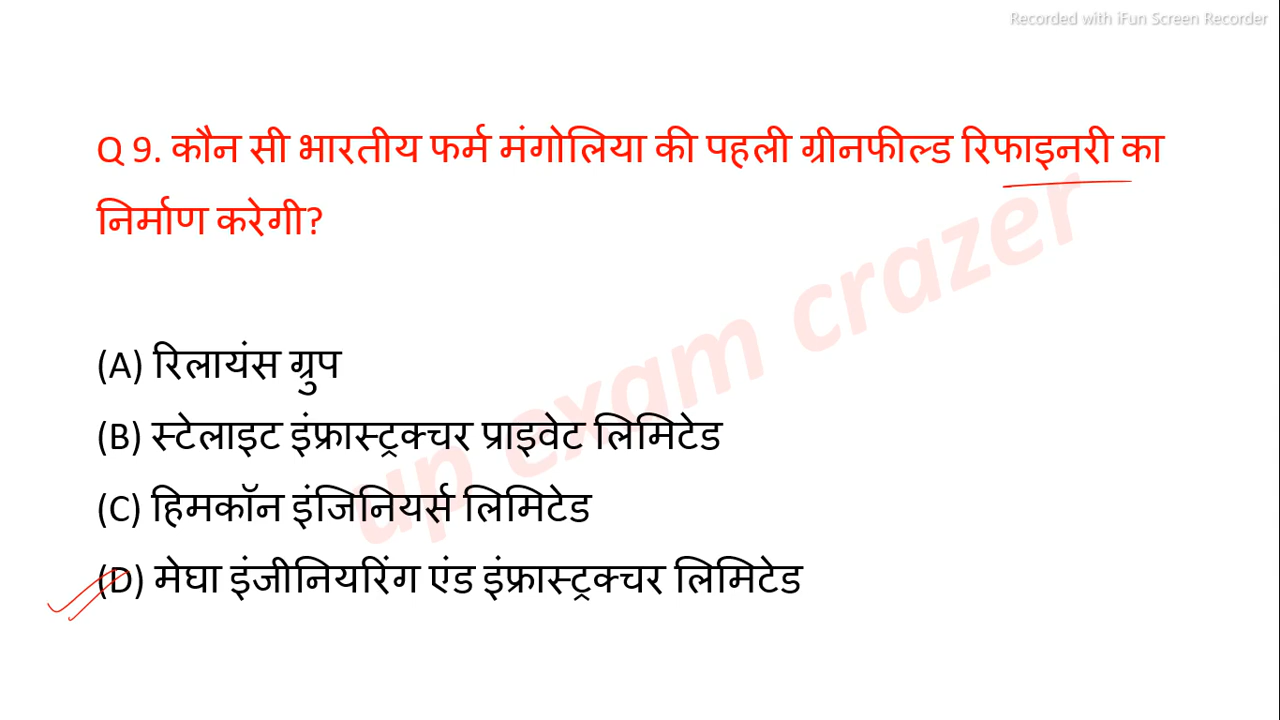 Recorded with iFun Screen Recorder
Q 9. कौन सी भारतीय फर्म मंगोलिया की पहली ग्रीनफील्ड रिफाइनरी का
निर्माण करेगी?
up exam crazer
(A) रिलायंस ग्रुप
(B) स्टेलाइट इंफ्रास्ट्रक्चर प्राइवेट लिमिटेड
(C) हिमकॉन इंजिनियर्स लिमिटेड
(D) मेघा इंजीनियरिंग एंड इंफ्रास्ट्रक्चर लिमिटेड